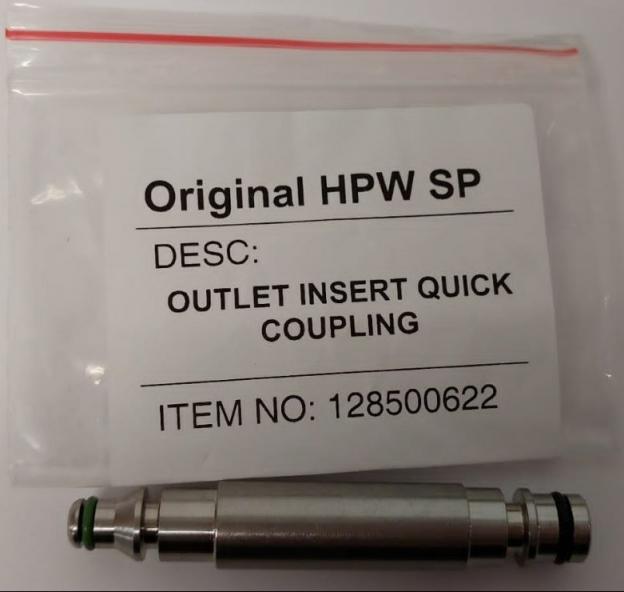 Original HPW SP
DESC:
OUTLET INSERT QUICK
COUPLING
ITEM NO: 128500622